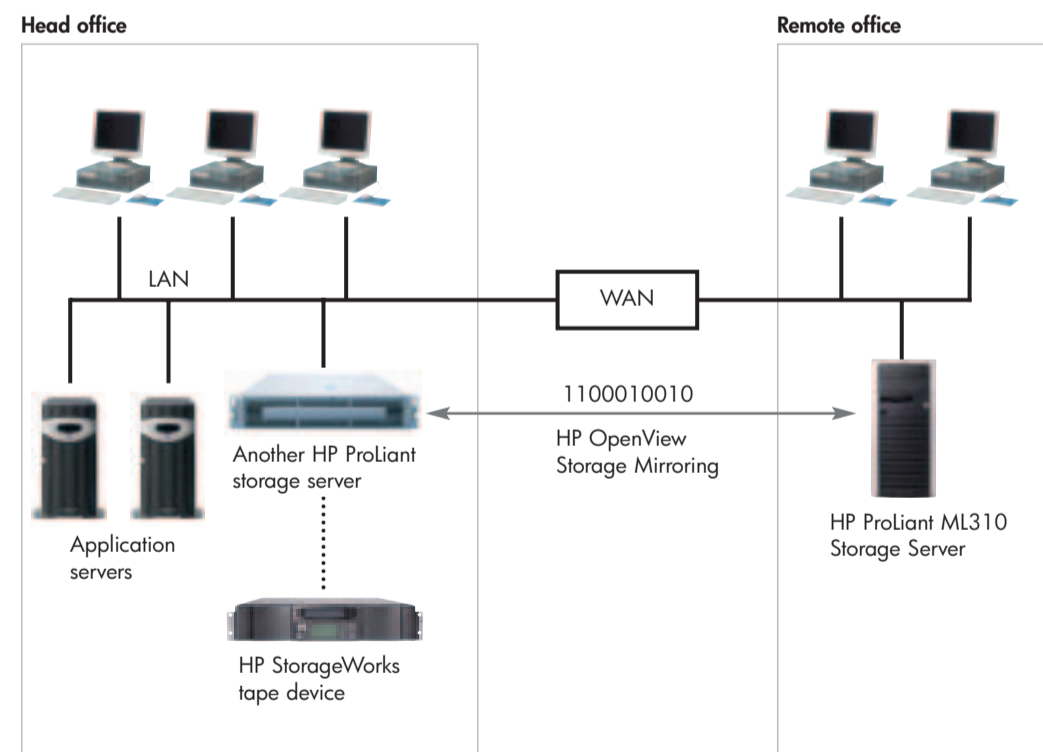 Head office
Remote office
LAN
WAN
1100010010
HP OpenView
Storage Mirroring
Another HP ProLiant
storage server
Application
servers
HP ProLiant ML310
Storage Server
HP StorageWorks
tape device